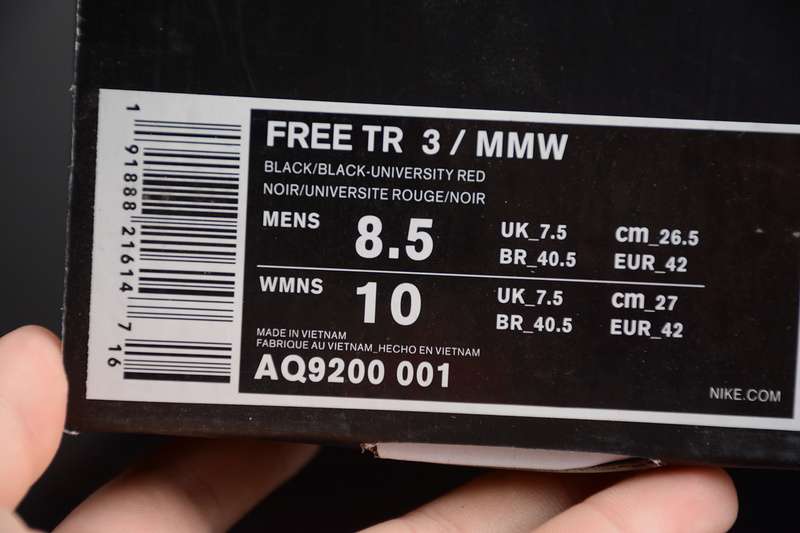 1 91888 21614 7 16
FREE TR 3 / MMW
BLACK/BLACK-UNIVERSITY RED
NOIR/UNIVERSITE ROUGE/NOIR
MENS 8.5 UK_7.5 cm_26.5
BR_40.5 EUR_42
WMNS 10 UK_7.5 cm_27
BR_40.5 EUR_42
MADE IN VIETNAM
FABRIQUE AU VIETNAM_HECHO EN VIETNAM
AQ9200 001
NIKE.COM